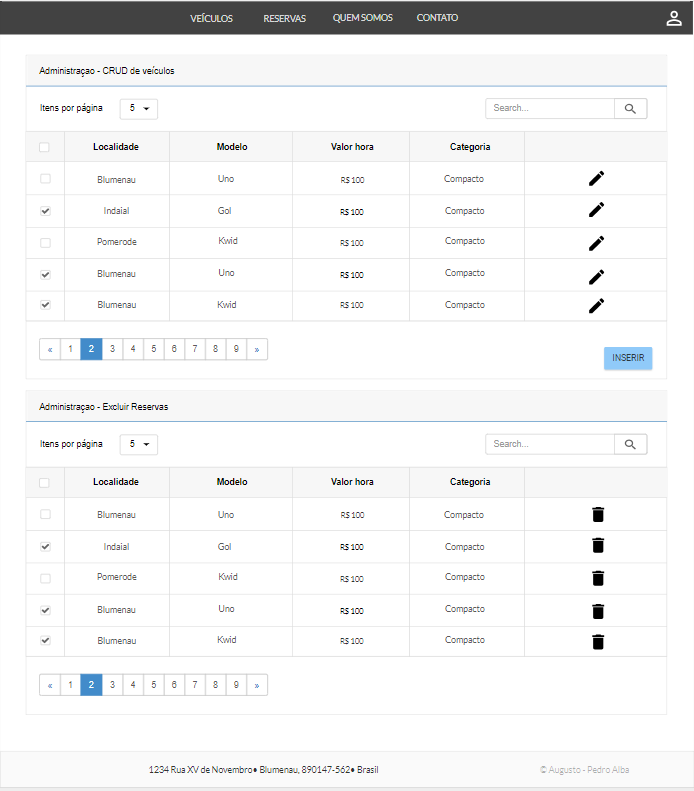 VEÍCULOS RESERVAS QUEM SOMOS CONTATO
Administraçao - CRUD de veículos
Itens por página 5 Search...
Localidade Modelo Valor hora Categoria
Blumenau Uno R$ 100 Compacto
Indaial Gol R$ 100 Compacto
Pomerode Kwid R$ 100 Compacto
Blumenau Uno R$ 100 Compacto
Blumenau Kwid R$ 100 Compacto
« 1 2 3 4 5 6 7 8 9 »
INSERIR
Administraçao - Excluir Reservas
Itens por página 5 Search...
Localidade Modelo Valor hora Categoria
Blumenau Uno R$ 100 Compacto
Indaial Gol R$ 100 Compacto
Pomerode Kwid R$ 100 Compacto
Blumenau Uno R$ 100 Compacto
Blumenau Kwid R$ 100 Compacto
« 1 2 3 4 5 6 7 8 9 »
1234 Rua XV de Novembro• Blumenau, 890147-562• Brasil © Augusto - Pedro Alba